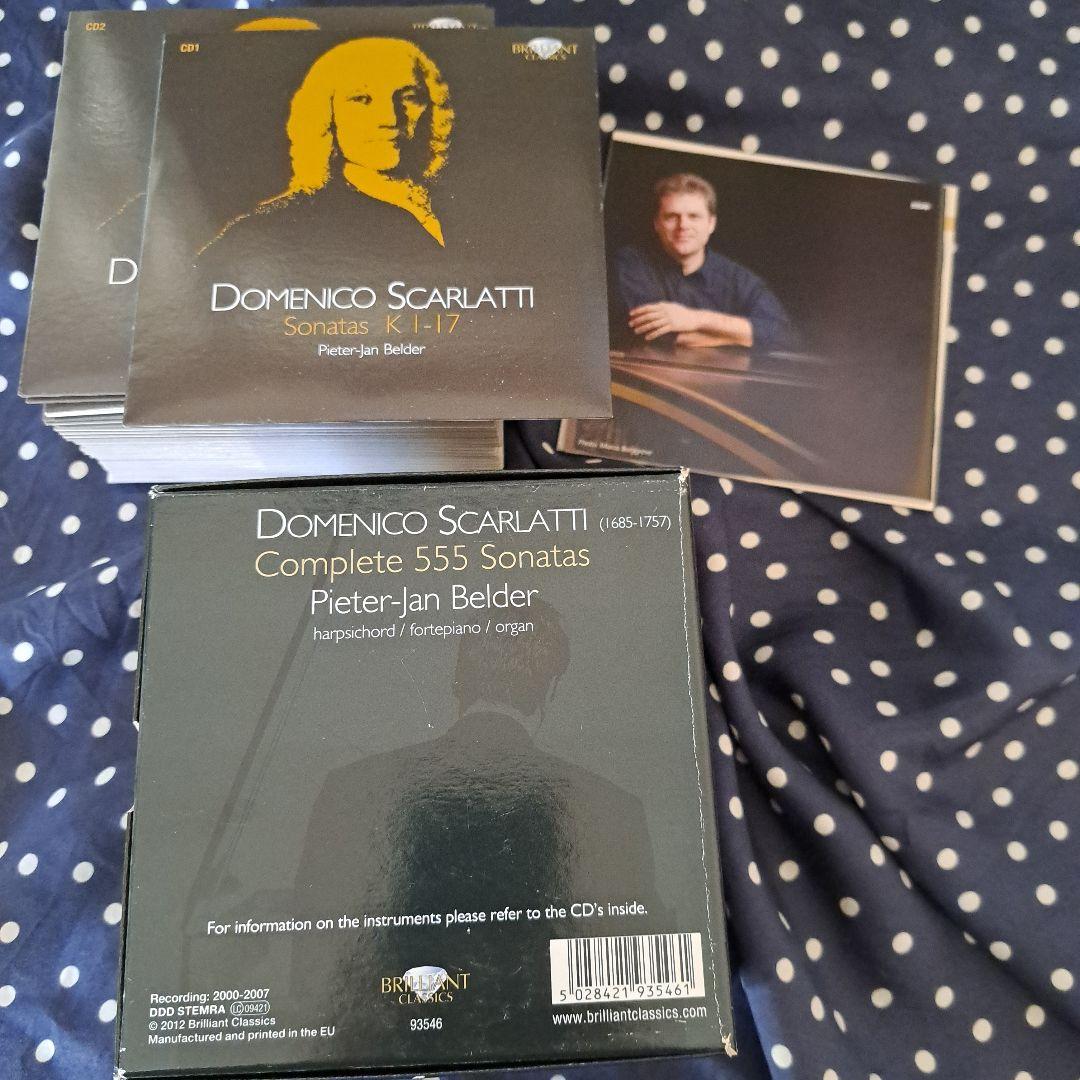 CD2
CD1
BRILLIANT
CLASSICS
D
DOMENICO SCARLATTI
Sonatas K 1-17
Pieter-Jan Belder
DOMENICO SCARLATTI (1685-1757)
Complete 555 Sonatas
Pieter-Jan Belder
harpsichord / fortepiano / organ
For information on the instruments please refer to the CD's inside.
Recording: 2000-2007
DDD STEMRA LC 09421
© 2012 Brilliant Classics
Manufactured and printed in the EU
BRILLIANT
CLASSICS
93546
5 028421 935461
www.brilliantclassics.com